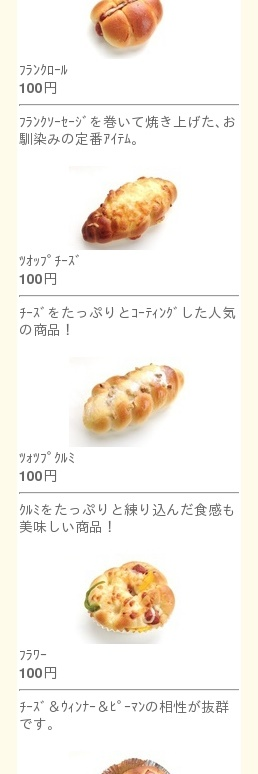 ﾌﾗﾝｸﾛｰﾙ
100円
ﾌﾗﾝｸｿｰｾｰｼﾞを巻いて焼き上げた､お
馴染みの定番ｱｲﾃﾑ。
ﾂｵｯﾌﾟﾁｰｽﾞ
100円
ﾁｰｽﾞをたっぷりとｺｰﾃｨﾝｸﾞした人気
の商品！
ﾂｫﾂﾌﾟｸﾙﾐ
100円
ｸﾙﾐをたっぷりと練り込んだ食感も
美味しい商品！
ﾌﾗﾜｰ
100円
ﾁｰｽﾞ＆ｳｨﾝﾅｰ＆ﾋﾟｰﾏﾝの相性が抜群
です。